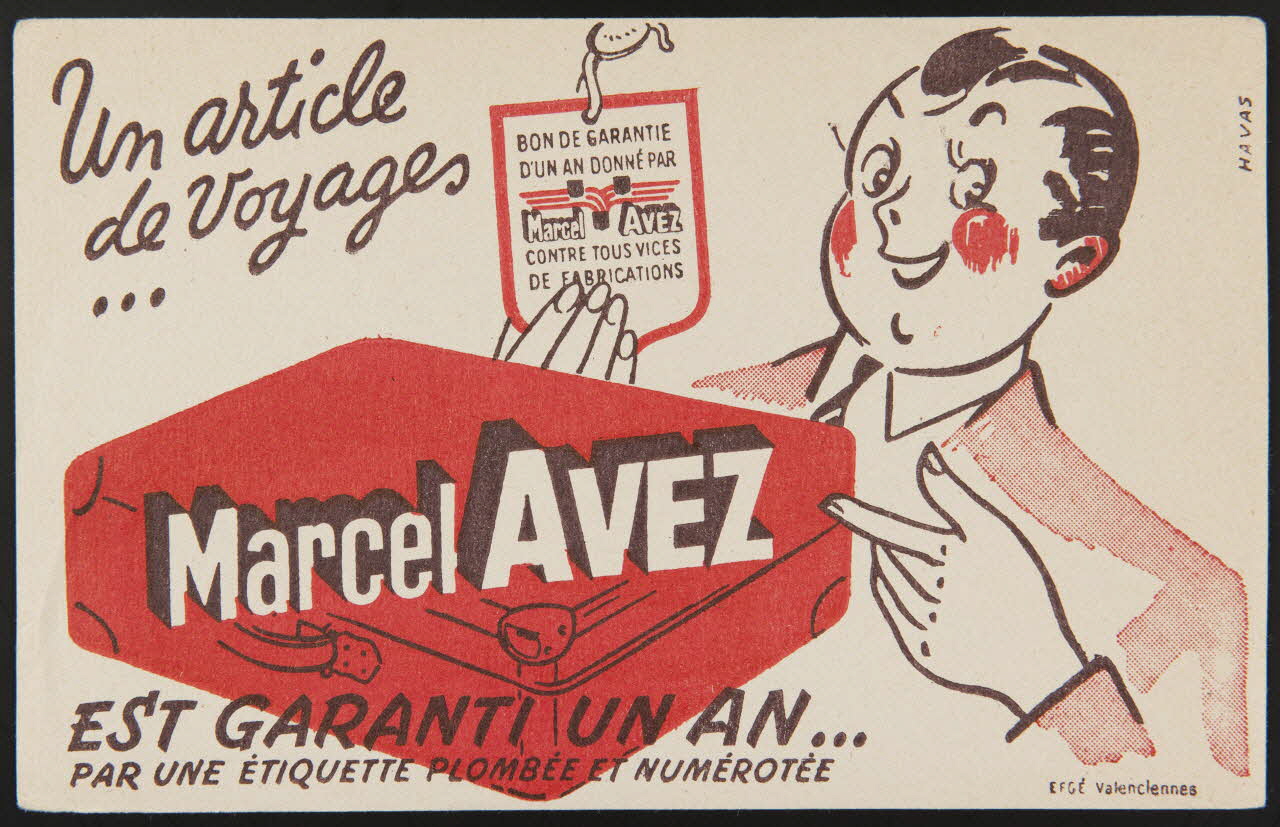 Un article
de voyages
...
BON DE GARANTIE
D'UN AN DONNÉ PAR
Marcel AVEZ
CONTRE TOUS VICES
DE FABRICATIONS
HAVAS
Marcel AVEZ
EST GARANTI UN AN...
PAR UNE ÉTIQUETTE PLOMBÉE ET NUMÉROTÉE
EFGÉ Valenciennes